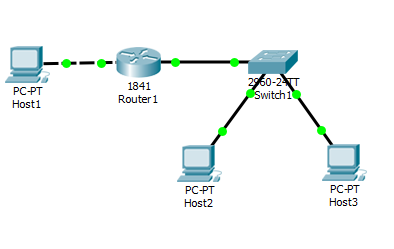 PC-PT
Host1
1841
Router1
2960-24TT
Switch1
PC-PT
Host2
PC-PT
Host3